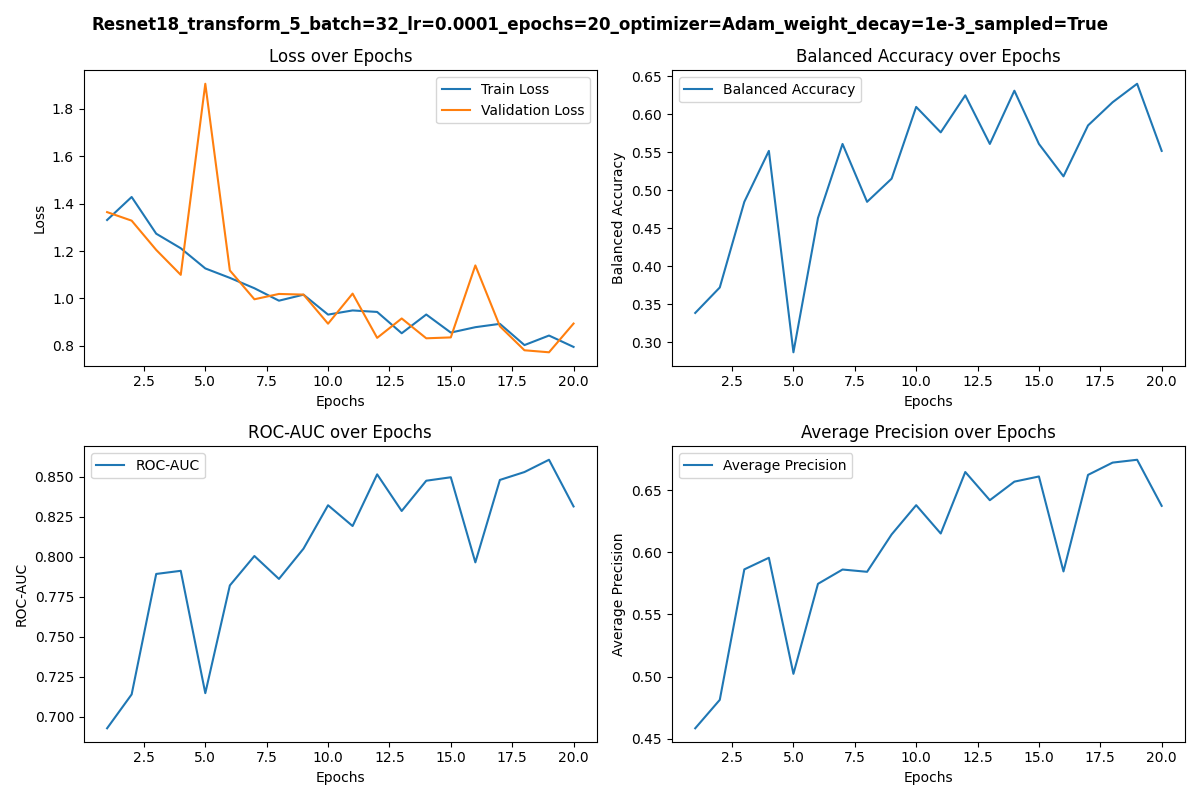 Resnet18_transform_5_batch=32_lr=0.0001_epochs=20_optimizer=Adam_weight_decay=1e-3_sampled=True
Loss over Epochs
Train Loss
Validation Loss
Loss
1.8
1.6
1.4
1.2
1.0
0.8
2.5 5.0 7.5 10.0 12.5 15.0 17.5 20.0
Epochs
Balanced Accuracy over Epochs
Balanced Accuracy
Balanced Accuracy
0.65
0.60
0.55
0.50
0.45
0.40
0.35
0.30
2.5 5.0 7.5 10.0 12.5 15.0 17.5 20.0
Epochs
ROC-AUC over Epochs
ROC-AUC
ROC-AUC
0.850
0.825
0.800
0.775
0.750
0.725
0.700
2.5 5.0 7.5 10.0 12.5 15.0 17.5 20.0
Epochs
Average Precision over Epochs
Average Precision
Average Precision
0.65
0.60
0.55
0.50
0.45
2.5 5.0 7.5 10.0 12.5 15.0 17.5 20.0
Epochs